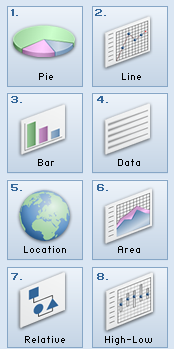 1.
Pie
2.
Line
3.
Bar
4.
Data
5.
Location
6.
Area
7.
Relative
8.
High-Low